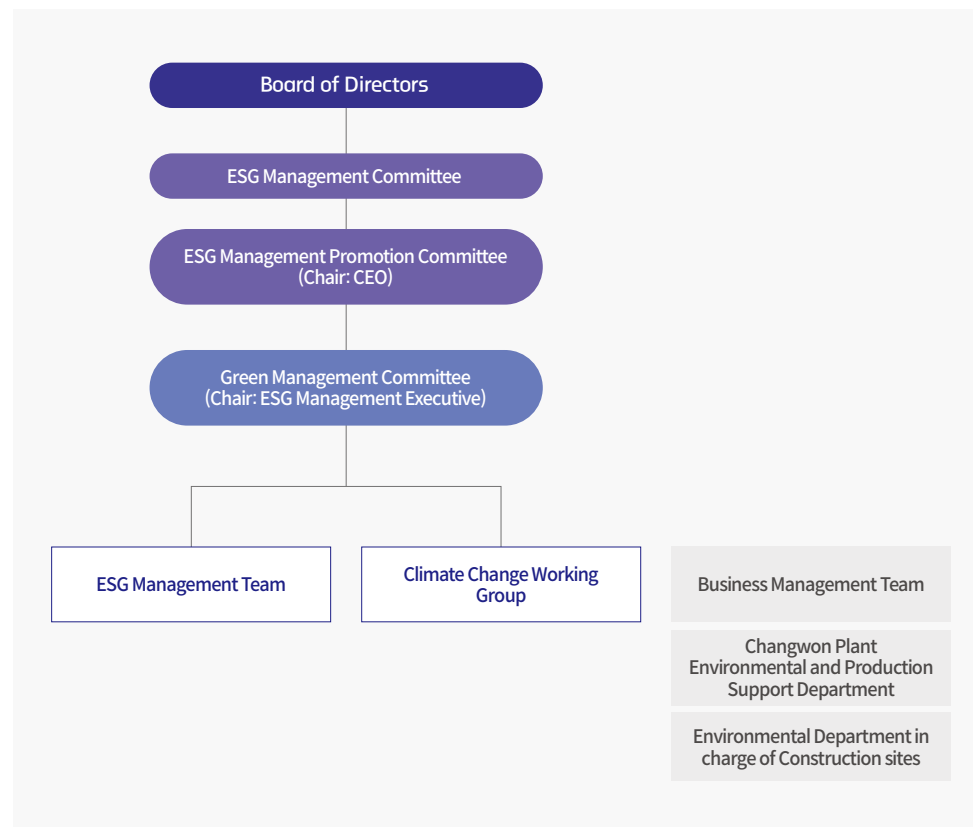 Board of Directors
ESG Management Committee
ESG Management Promotion Committee
(Chair: CEO)
Green Management Committee
(Chair: ESG Management Executive)
ESG Management Team
Climate Change Working
Group
Business Management Team
Changwon Plant
Environmental and Production
Support Department
Environmental Department in
charge of Construction sites